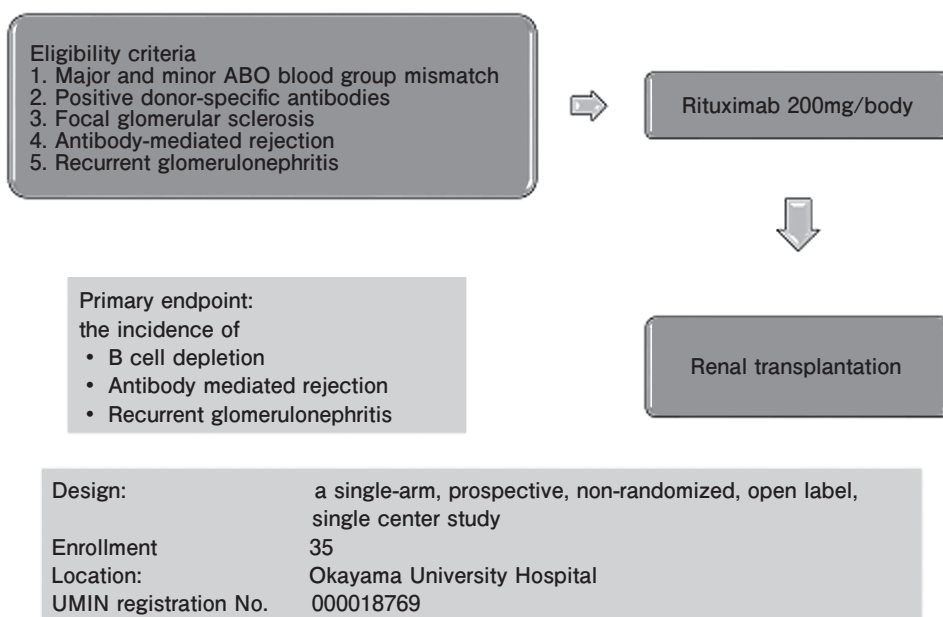 Eligibility criteria
1. Major and minor ABO blood group mismatch
2. Positive donor-specific antibodies
3. Focal glomerular sclerosis
4. Antibody-mediated rejection
5. Recurrent glomerulonephritis
Rituximab 200mg/body
Renal transplantation
Primary endpoint:
the incidence of
• B cell depletion
• Antibody mediated rejection
• Recurrent glomerulonephritis
Design: a single-arm, prospective, non-randomized, open label,
single center study
Enrollment 35
Location: Okayama University Hospital
UMIN registration No. 000018769